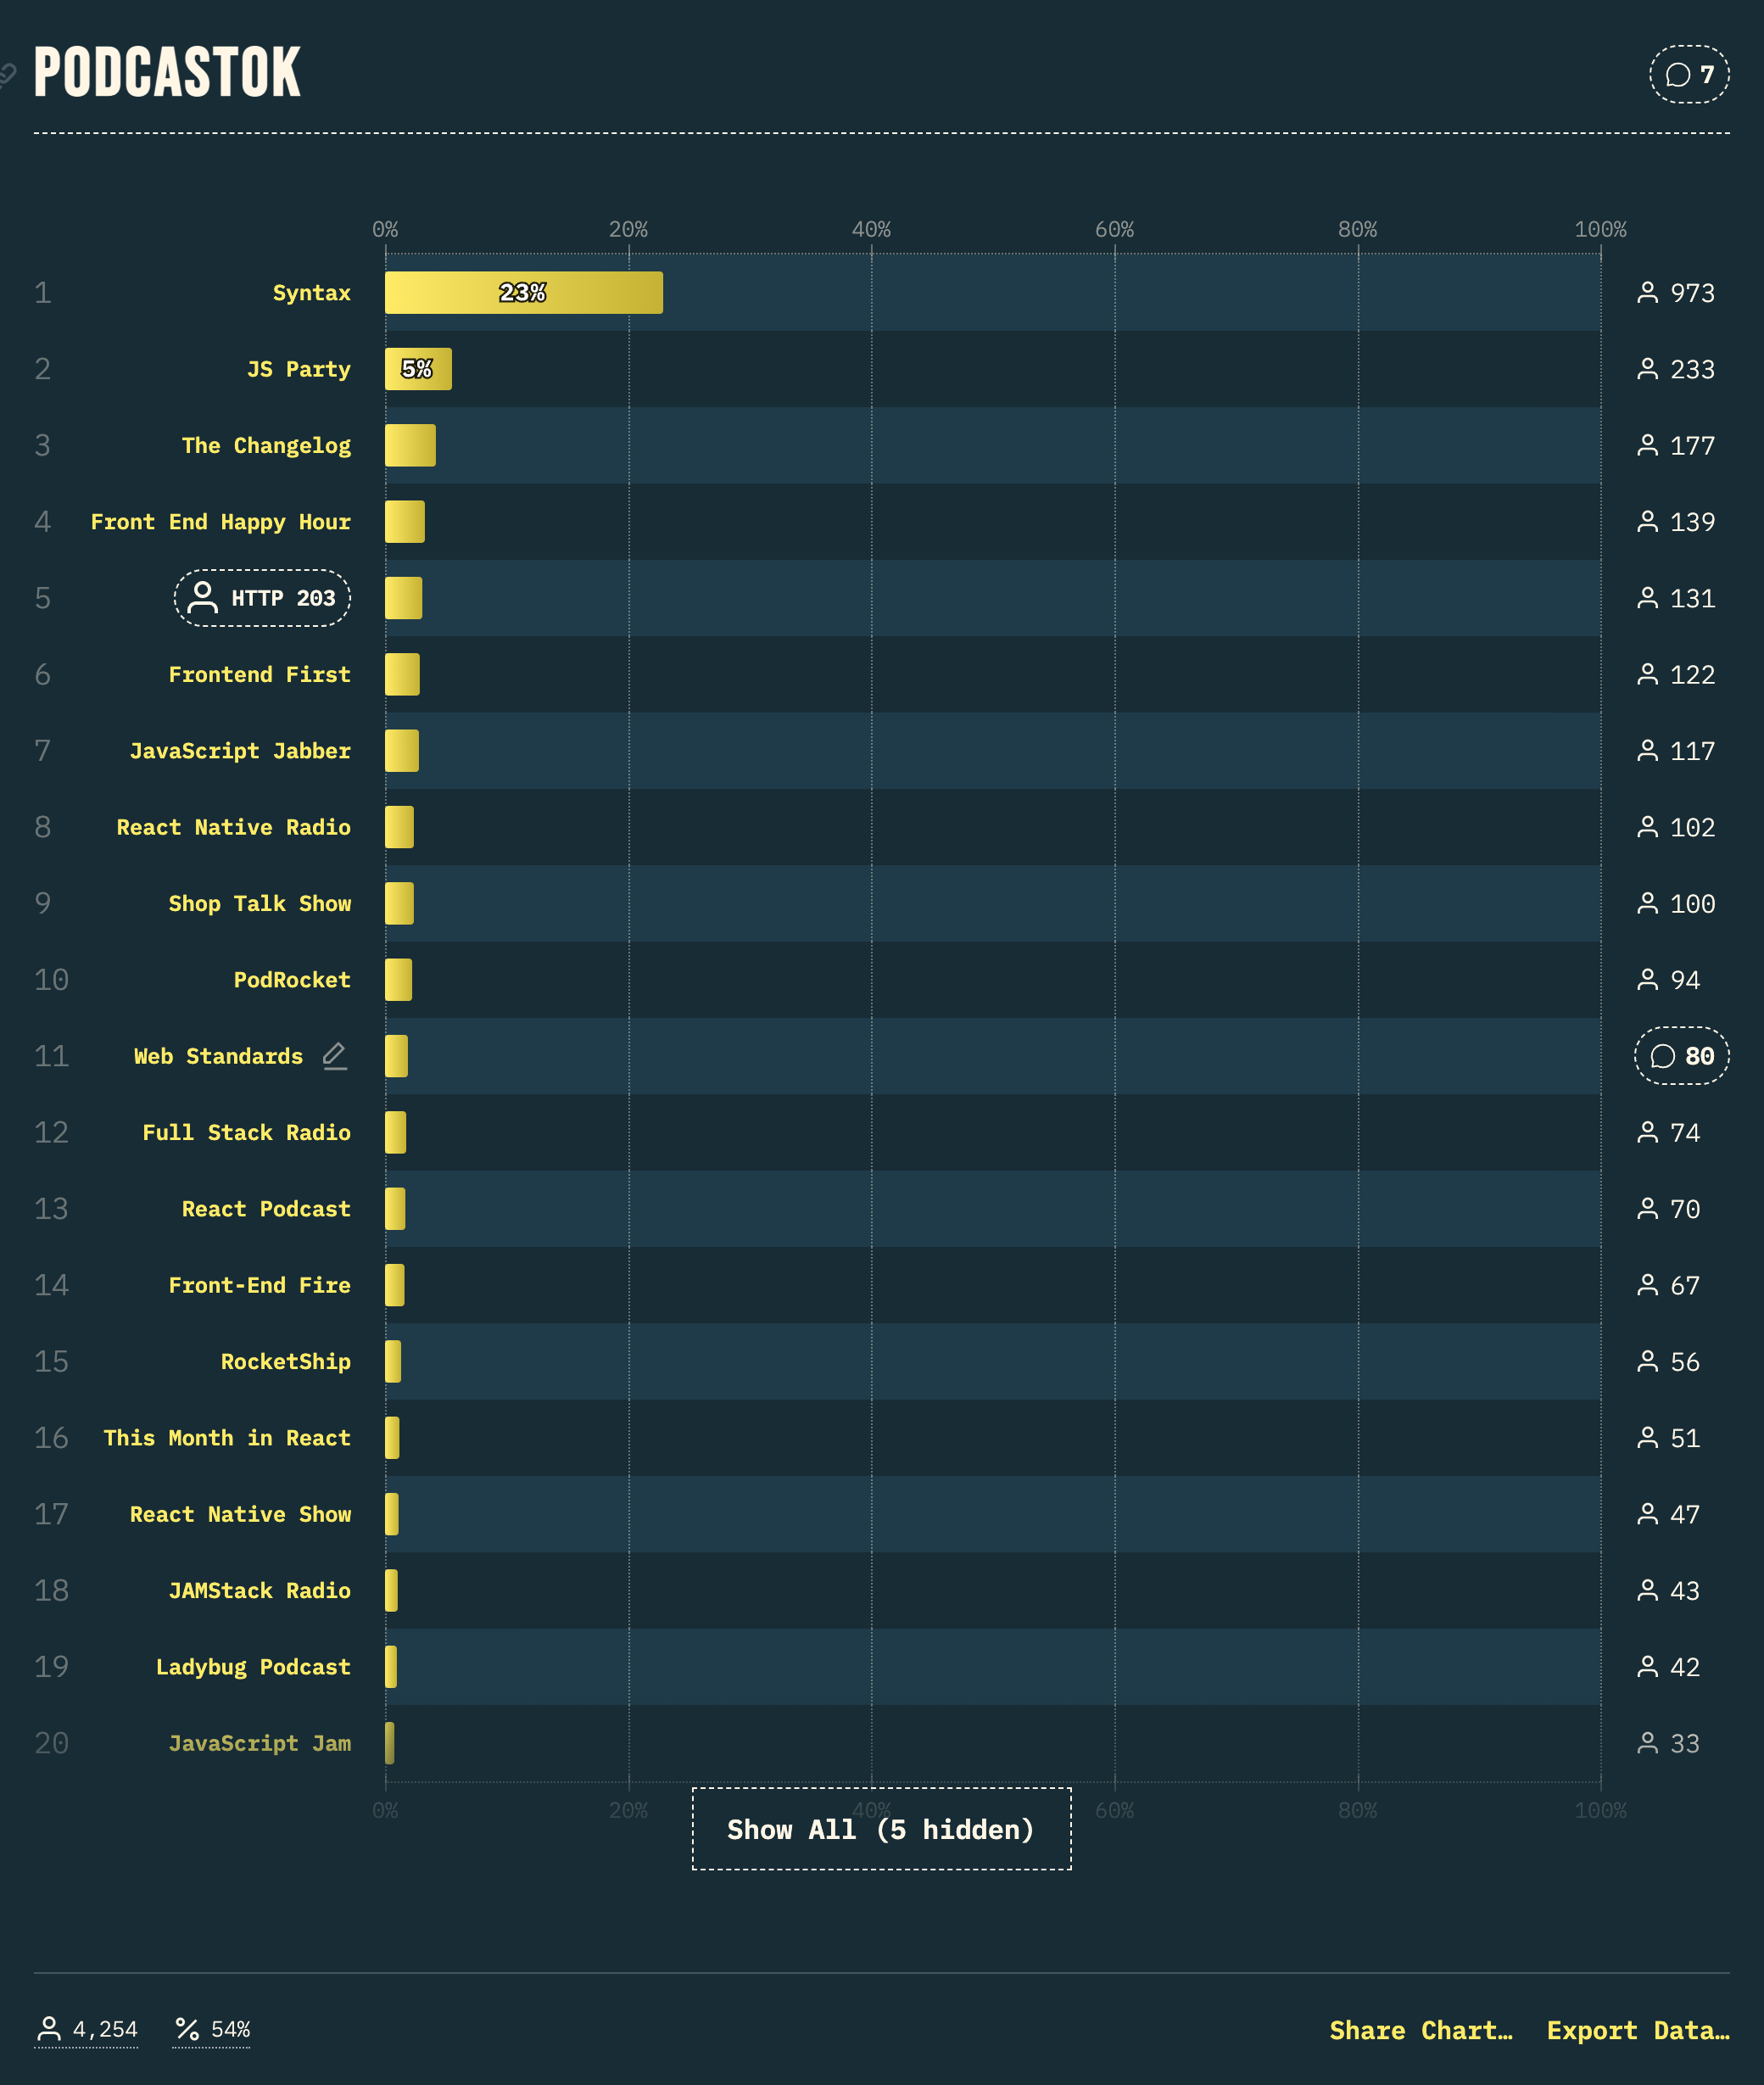 PODCASTOK
7
0% 20% 40% 60% 80% 100%
1 Syntax 23% 973
2 JS Party 5% 233
3 The Changelog 177
4 Front End Happy Hour 139
5 HTTP 203 131
6 Frontend First 122
7 JavaScript Jabber 117
8 React Native Radio 102
9 Shop Talk Show 100
10 PodRocket 94
11 Web Standards 80
12 Full Stack Radio 74
13 React Podcast 70
14 Front-End Fire 67
15 RocketShip 56
16 This Month in React 51
17 React Native Show 47
18 JAMStack Radio 43
19 Ladybug Podcast 42
20 JavaScript Jam 33
0% 20% 40% 60% 80% 100%
Show All (5 hidden)
4,254 % 54% Share Chart… Export Data…